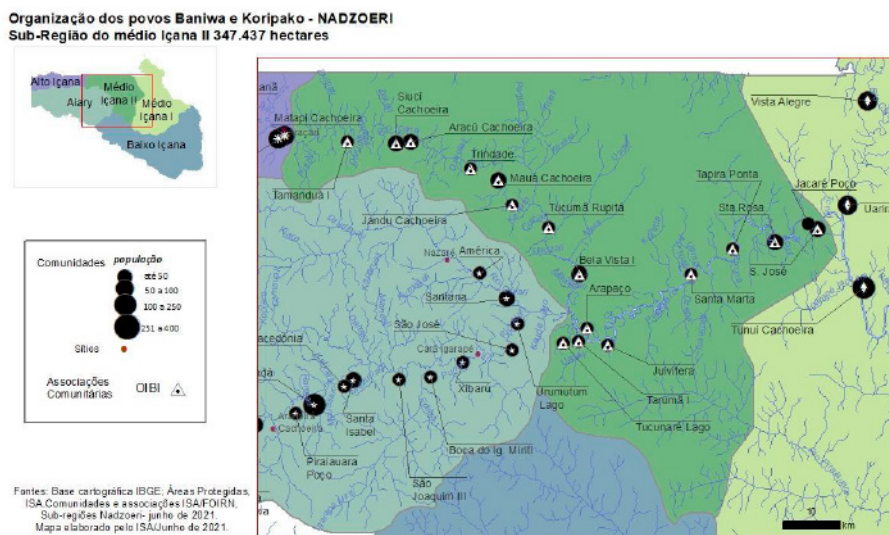 Organização dos povos Baniwa e Koripako - NADZOERI
Sub-Região do médio Içana II 347.437 hectares
Alto Içana
Médio
Içana II
Aiary
Médio
Içana I
Baixo Içana
Comunidades
população
até 50
50 a 100
100 a 250
251 a 400
Sítios
Associações
Comunitárias
OIBI
Fontes: Base cartográfica IBGE; Áreas Protegidas,
ISA.Comunidades e associações ISA/FOIRN,
Sub-regiões Nadzoeri- junho de 2021.
Mapa elaborado pelo ISA/Junho de 2021.
Siuci
Cachoeira
Vista Alegre
Matapi Cachoeira
Aracú Cachoeira
Trindade
Tapira Ponta
Mauá Cachoeira
Jacaré Poço
Tamanduá I
Sta.Rosa
Jandu Cachoeira
Tucumã Rupitá
América
Nazaré
Bela Vista I
S. José
Santana
Arapaço
Santa Marta
São José
Tunuí Cachoeira
Cará Igarapé
Julvitera
Xibarú
Urumutum
Lago
Tarumã I
Santa
Isabel
Tucunaré Lago
Cachoeira
Boca do Ig. Miriti
Piraiauara
Poço
São
Joaquim III
10
km